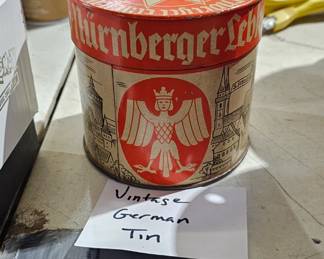 Nürnberger Leb
Vintage
German
Tin